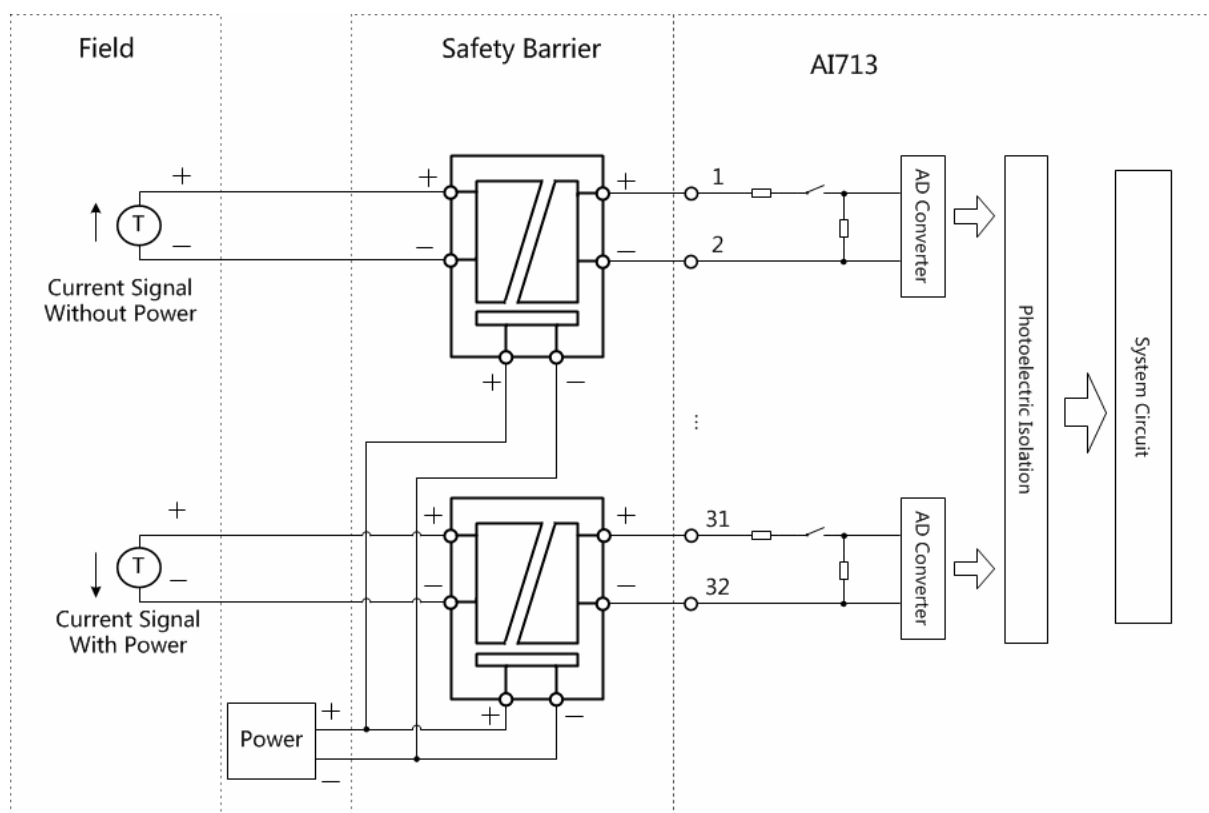 Field
Safety Barrier
AI713
+
+
+
1
AD Converter
T
−
−
−
2
Current Signal
Without Power
Photoelectric Isolation
System Circuit
+
−
⋮
+
+
+
31
AD Converter
T
−
−
−
32
Current Signal
With Power
+
−
Power
+
−